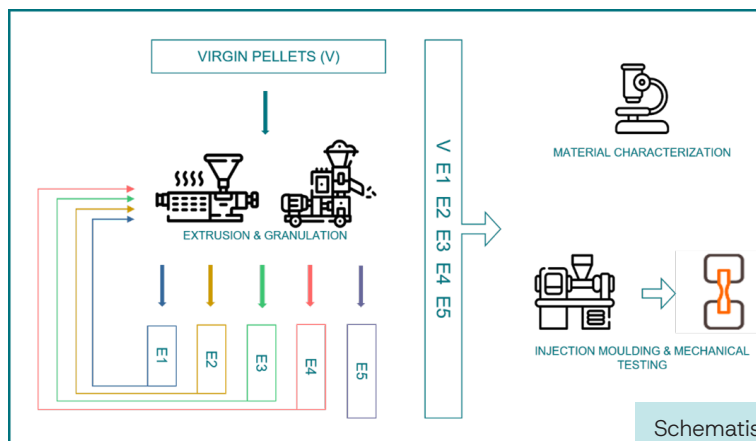 VIRGIN PELLETS (V)
EXTRUSION & GRANULATION
E1
E2
E3
E4
E5
V E1 E2 E3 E4 E5
MATERIAL CHARACTERIZATION
INJECTION MOULDING & MECHANICAL
TESTING
Schematis